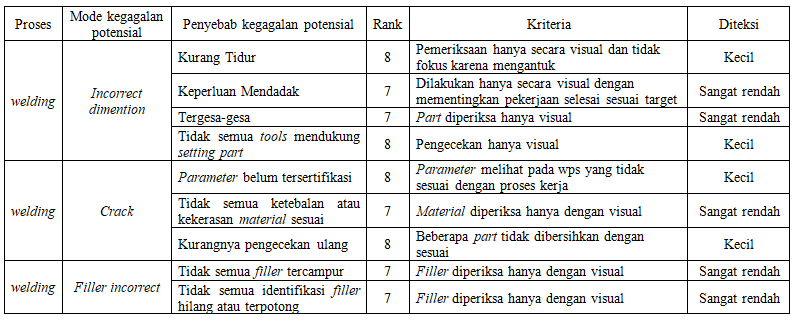 Proses Mode kegagalan potensial Penyebab kegagalan potensial Rank Kriteria Diteksi
welding Incorrect dimention Kurang Tidur 8 Pemeriksaan hanya secara visual dan tidak fokus karena mengantuk Kecil
Keperluan Mendadak 7 Dilakukan hanya secara visual dengan mementingkan pekerjaan selesai sesuai target Sangat rendah
Tergesa-gesa 7 Part diperiksa hanya visual Sangat rendah
Tidak semua tools mendukung setting part 8 Pengecekan hanya visual Kecil
welding Crack Parameter belum tersertifikasi 8 Parameter melihat pada wps yang tidak sesuai dengan proses kerja Kecil
Tidak semua ketebalan atau kekerasan material sesuai 7 Material diperiksa hanya dengan visual Sangat rendah
Kurangnya pengecekan ulang 8 Beberapa part tidak dibersihkan dengan sesuai Kecil
welding Filler incorrect Tidak semua filler tercampur 7 Filler diperiksa hanya dengan visual Sangat rendah
Tidak semua identifikasi filler hilang atau terpotong 7 Filler diperiksa hanya dengan visual Sangat rendah